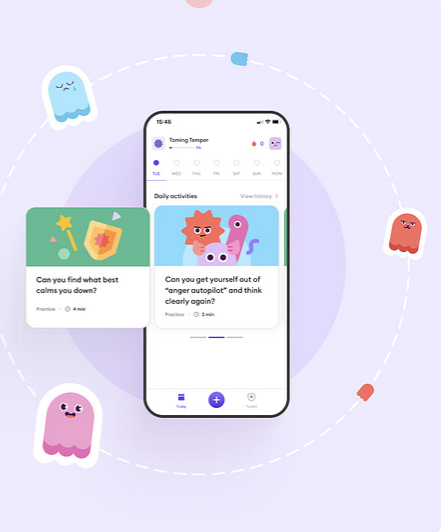 15:46
Taming Temper
1%
0
TUE WED THU FRI SAT SUN MON
Daily activities View history
Can you find what best
calms you down?
Practice 4 min
Can you get yourself out of
“anger autopilot” and think
clearly again?
Practice 3 min
Today
Toolkit